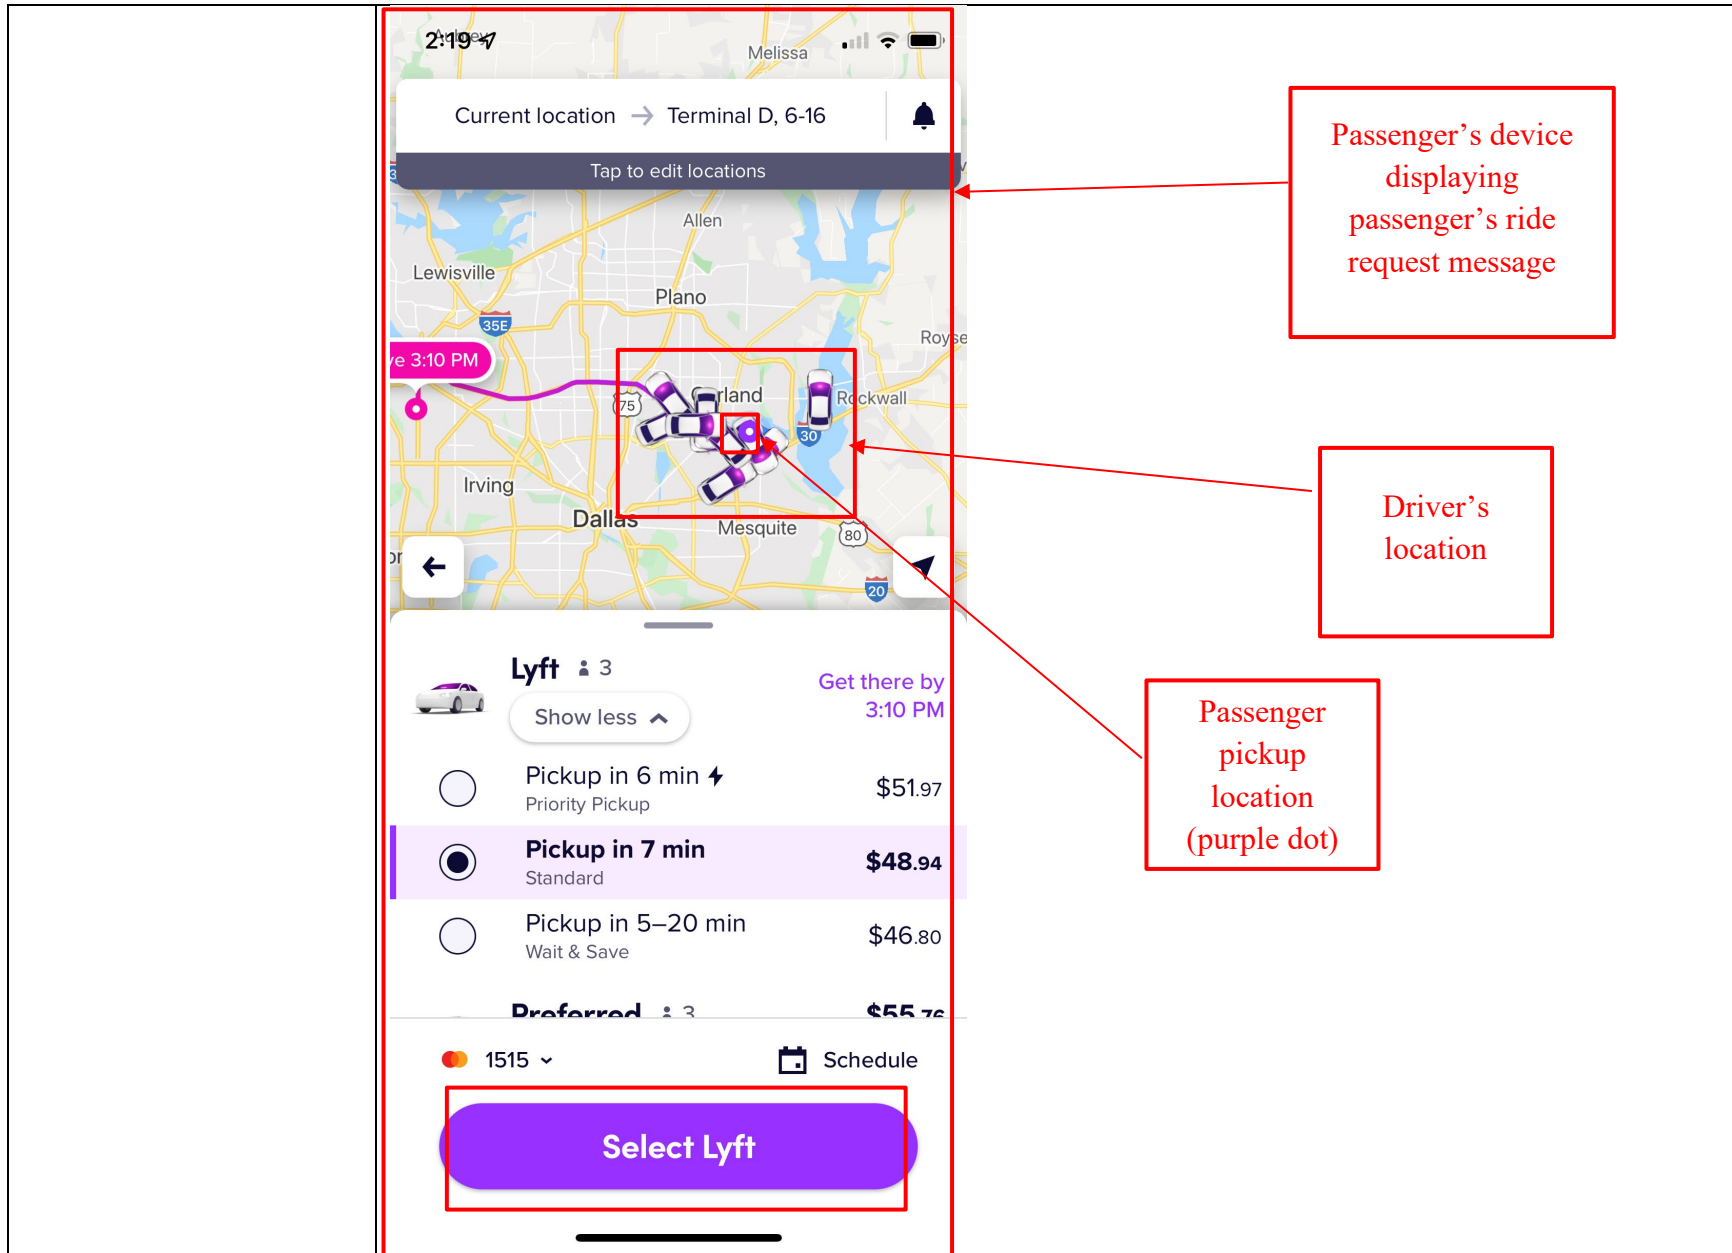 2:19
Aubrey
Melissa
Current location → Terminal D, 6-16
Tap to edit locations
Allen
Lewisville
Plano
35E
Royse
ve 3:10 PM
75
rland
Rockwall
30
Irving
Dallas
Mesquite
80
20
Lyft 3
Show less
Get there by
3:10 PM
Pickup in 6 min
Priority Pickup
$51.97
Pickup in 7 min
Standard
$48.94
Pickup in 5–20 min
Wait & Save
$46.80
Preferred 3
$55.76
1515
Schedule
Select Lyft
Passenger’s device
displaying
passenger’s ride
request message
Driver’s
location
Passenger
pickup
location
(purple dot)